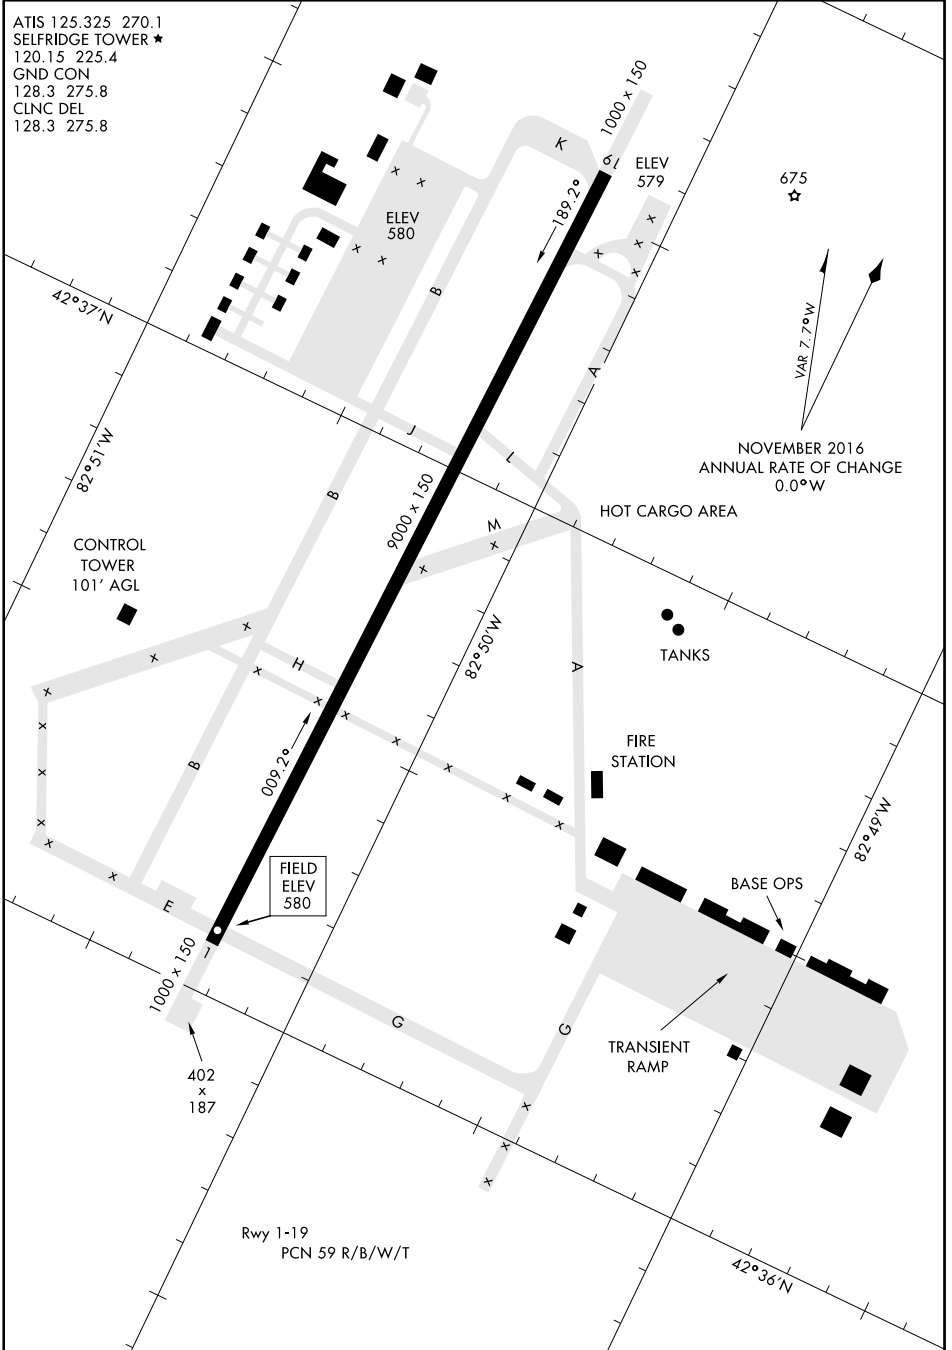 ATIS 125.325 270.1
SELFRIDGE TOWER ★
120.15 225.4
GND CON
128.3 275.8
CLNC DEL
128.3 275.8
1000 x 150
K
19
ELEV
579
675
189.2°
ELEV
580
B
42°37'N
VAR 7.7°W
A
J
82°51'W
L
NOVEMBER 2016
ANNUAL RATE OF CHANGE
0.0°W
B
9000 x 150
M
HOT CARGO AREA
CONTROL
TOWER
101' AGL
82°50'W
TANKS
H
A
009.2°
B
FIRE
STATION
82°49'W
FIELD
ELEV
580
BASE OPS
E
1
1000 x 150
G
G
TRANSIENT
RAMP
402
x
187
Rwy 1-19
PCN 59 R/B/W/T
42°36'N